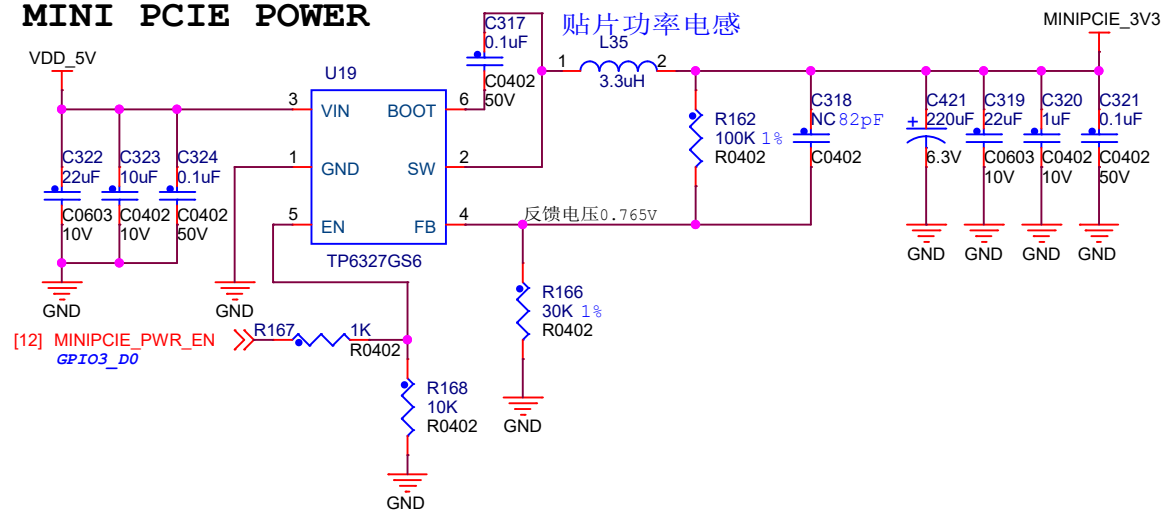 MINI PCIE POWER
VDD_5V
C322
22uF
C0603
10V
C323
10uF
C0402
10V
C324
0.1uF
C0402
50V
GND
U19
3
VIN
BOOT
6
1
GND
SW
2
5
EN
FB
4
TP6327GS6
GND
C317
0.1uF
C0402
50V
贴片功率电感
L35
1
2
3.3uH
R162
100K 1%
R0402
C318
NC 82pF
C0402
反馈电压0.765V
R166
30K 1%
R0402
GND
MINIPCIE_3V3
C421
220uF
+
6.3V
C319
22uF
C0603
10V
C320
1uF
C0402
10V
C321
0.1uF
C0402
50V
GND
GND
GND
GND
[12] MINIPCIE_PWR_EN
GPIO3_D0
R167
1K
R0402
R168
10K
R0402
GND